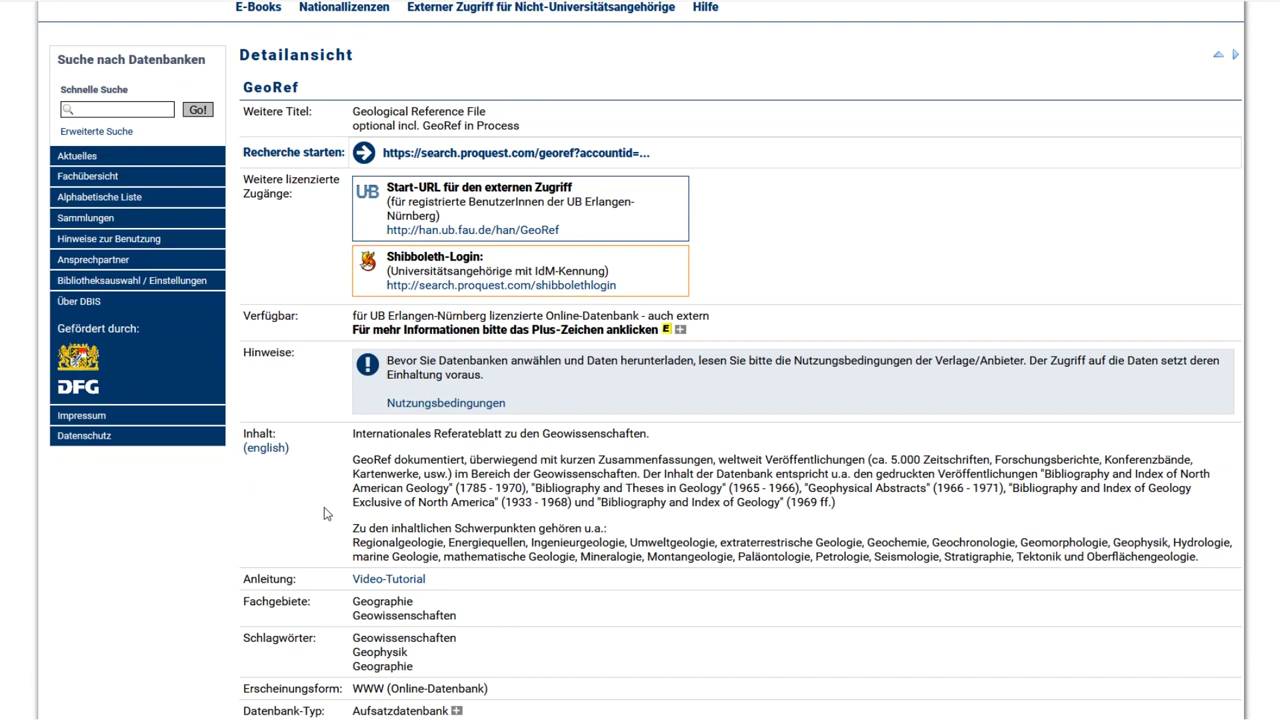 E-Books Nationallizenzen Externer Zugriff für Nicht-Universitätsangehörige Hilfe
Suche nach Datenbanken
Schnelle Suche
Go!
Erweiterte Suche
Aktuelles
Fachübersicht
Alphabetische Liste
Sammlungen
Hinweise zur Benutzung
Ansprechpartner
Bibliotheksauswahl / Einstellungen
Über DBIS
Gefördert durch:
DFG
Impressum
Datenschutz
Detailansicht
GeoRef
Weitere Titel: Geological Reference File
optional incl. GeoRef in Process
Recherche starten: https://search.proquest.com/georef?accountid=...
Weitere lizenzierte
Zugänge:
UB Start-URL für den externen Zugriff
(für registrierte BenutzerInnen der UB Erlangen-
Nürnberg)
http://han.ub.fau.de/han/GeoRef
Shibboleth-Login:
(Universitätsangehörige mit IdM-Kennung)
http://search.proquest.com/shibbolethlogin
Verfügbar: für UB Erlangen-Nürnberg lizenzierte Online-Datenbank - auch extern
Für mehr Informationen bitte das Plus-Zeichen anklicken E
Hinweise: Bevor Sie Datenbanken anwählen und Daten herunterladen, lesen Sie bitte die Nutzungsbedingungen der Verlage/Anbieter. Der Zugriff auf die Daten setzt deren
Einhaltung voraus.
Nutzungsbedingungen
Inhalt: Internationales Referateblatt zu den Geowissenschaften.
(english)
GeoRef dokumentiert, überwiegend mit kurzen Zusammenfassungen, weltweit Veröffentlichungen (ca. 5.000 Zeitschriften, Forschungsberichte, Konferenzbände,
Kartenwerke, usw.) im Bereich der Geowissenschaften. Der Inhalt der Datenbank entspricht u.a. den gedruckten Veröffentlichungen "Bibliography and Index of North
American Geology" (1785 - 1970), "Bibliography and Theses in Geology" (1965 - 1966), "Geophysical Abstracts" (1966 - 1971), "Bibliography and Index of Geology
Exclusive of North America" (1933 - 1968) und "Bibliography and Index of Geology" (1969 ff.)
Zu den inhaltlichen Schwerpunkten gehören u.a.:
Regionalgeologie, Energiequellen, Ingenieurgeologie, Umweltgeologie, extraterrestrische Geologie, Geochemie, Geochronologie, Geomorphologie, Geophysik, Hydrologie,
marine Geologie, mathematische Geologie, Mineralogie, Montangeologie, Paläontologie, Petrologie, Seismologie, Stratigraphie, Tektonik und Oberflächengeologie.
Anleitung: Video-Tutorial
Fachgebiete: Geographie
Geowissenschaften
Schlagwörter: Geowissenschaften
Geophysik
Geographie
Erscheinungsform: WWW (Online-Datenbank)
Datenbank-Typ: Aufsatzdatenbank